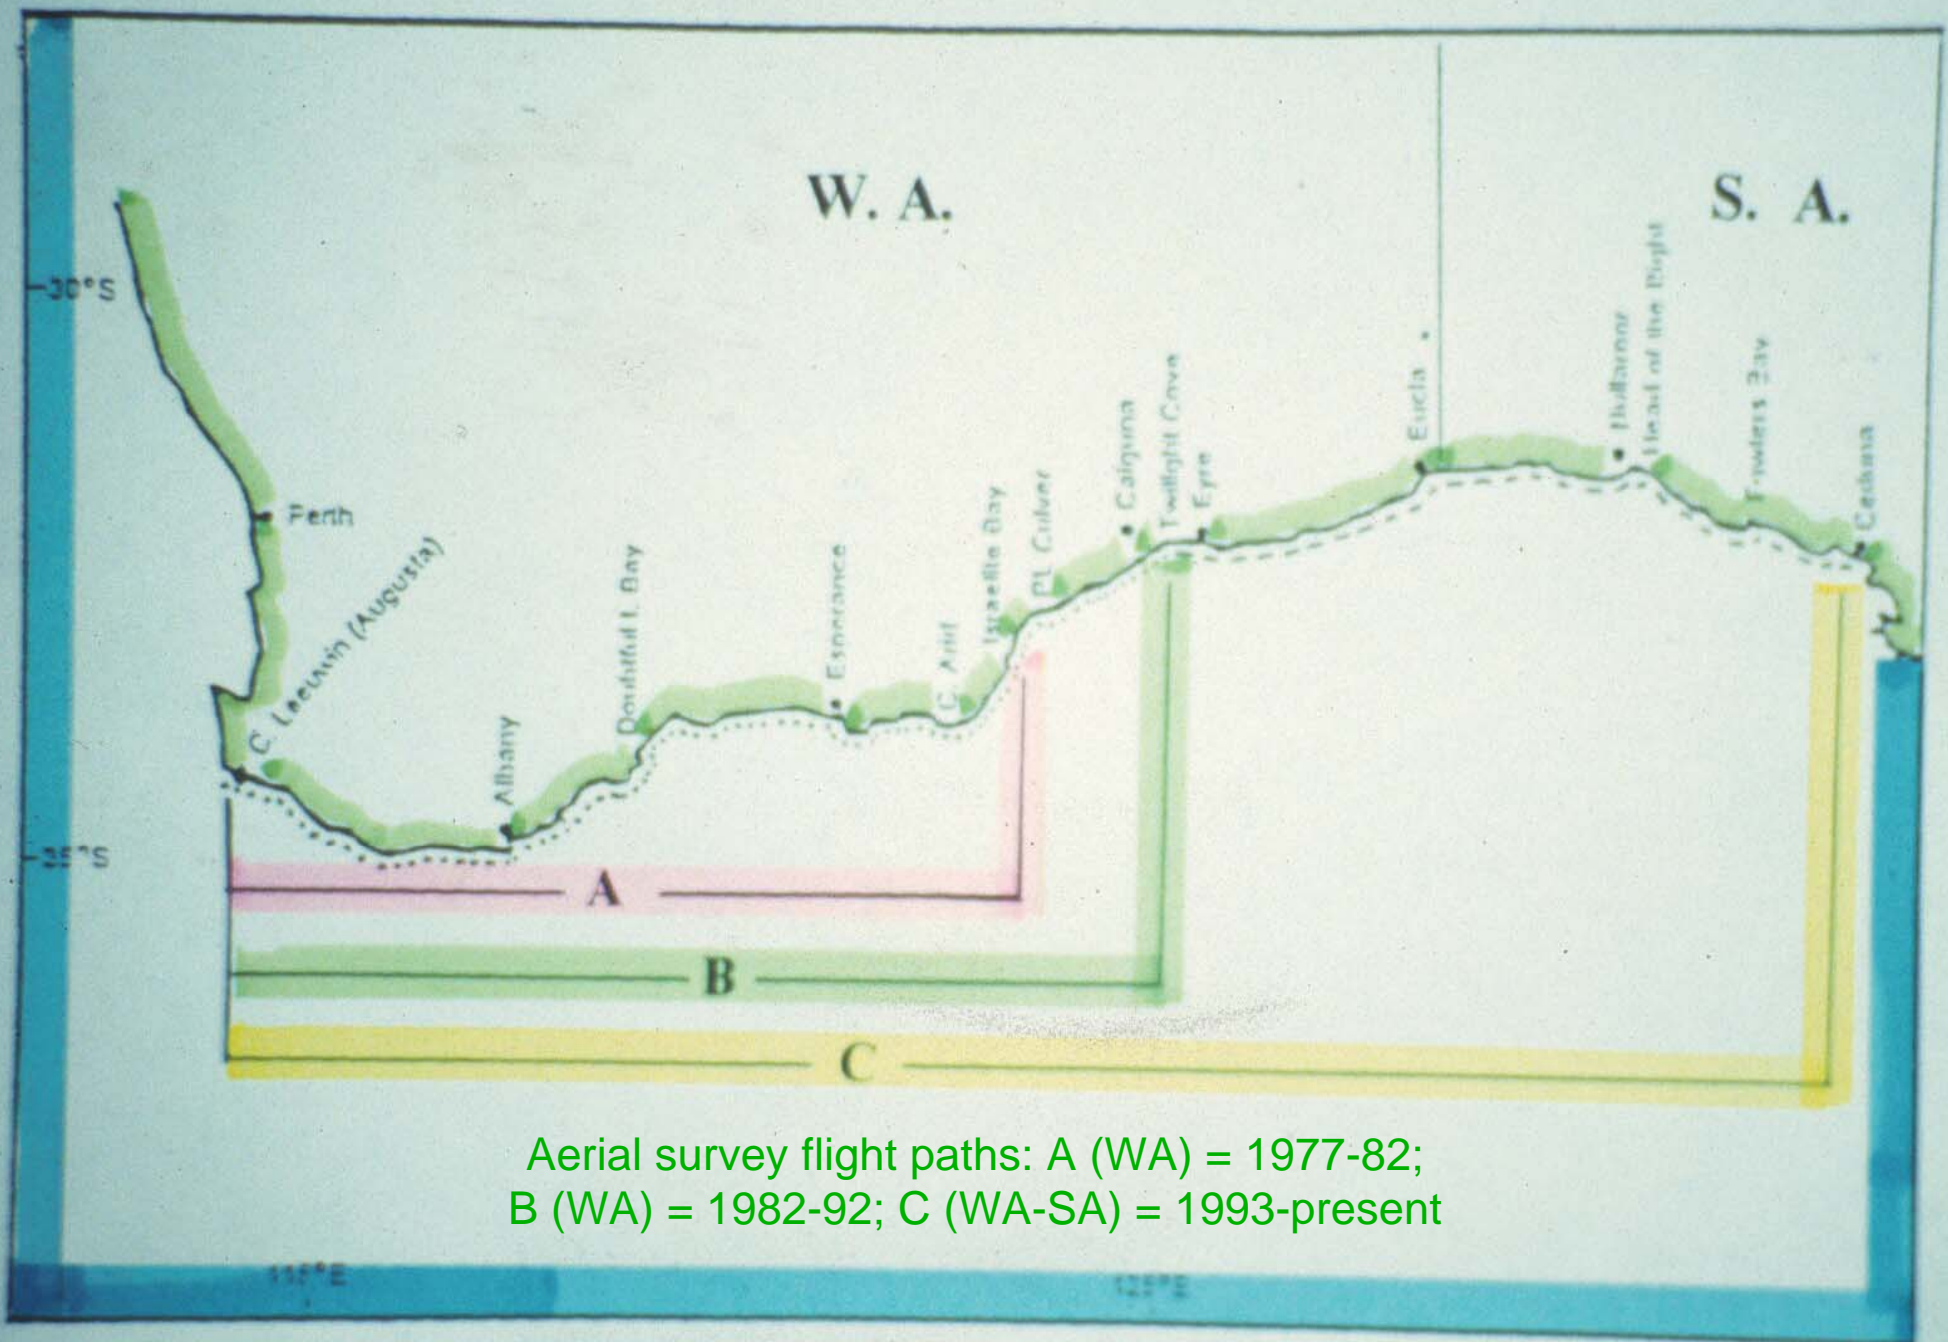 W. A.
S. A.
30°S
Perth
C. Leeuwin (Augusta)
Albany
Doubtful I. Bay
Esperance
C. Arid
Israelite Bay
Pt. Culver
Caiguna
Twilight Cove
Eyre
Eucla
Nullarbor
Head of the Bight
Fowlers Bay
Ceduna
35°S
A
B
C
Aerial survey flight paths: A (WA) = 1977-82;
B (WA) = 1982-92; C (WA-SA) = 1993-present
115°E
125°E